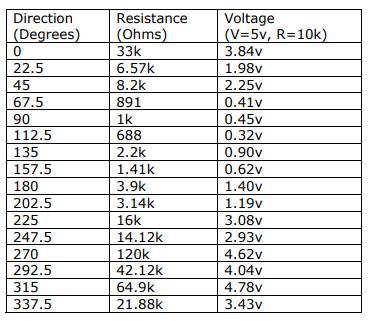 Direction (Degrees) Resistance (Ohms) Voltage (V=5v, R=10k)
0 33k 3.84v
22.5 6.57k 1.98v
45 8.2k 2.25v
67.5 891 0.41v
90 1k 0.45v
112.5 688 0.32v
135 2.2k 0.90v
157.5 1.41k 0.62v
180 3.9k 1.40v
202.5 3.14k 1.19v
225 16k 3.08v
247.5 14.12k 2.93v
270 120k 4.62v
292.5 42.12k 4.04v
315 64.9k 4.78v
337.5 21.88k 3.43v